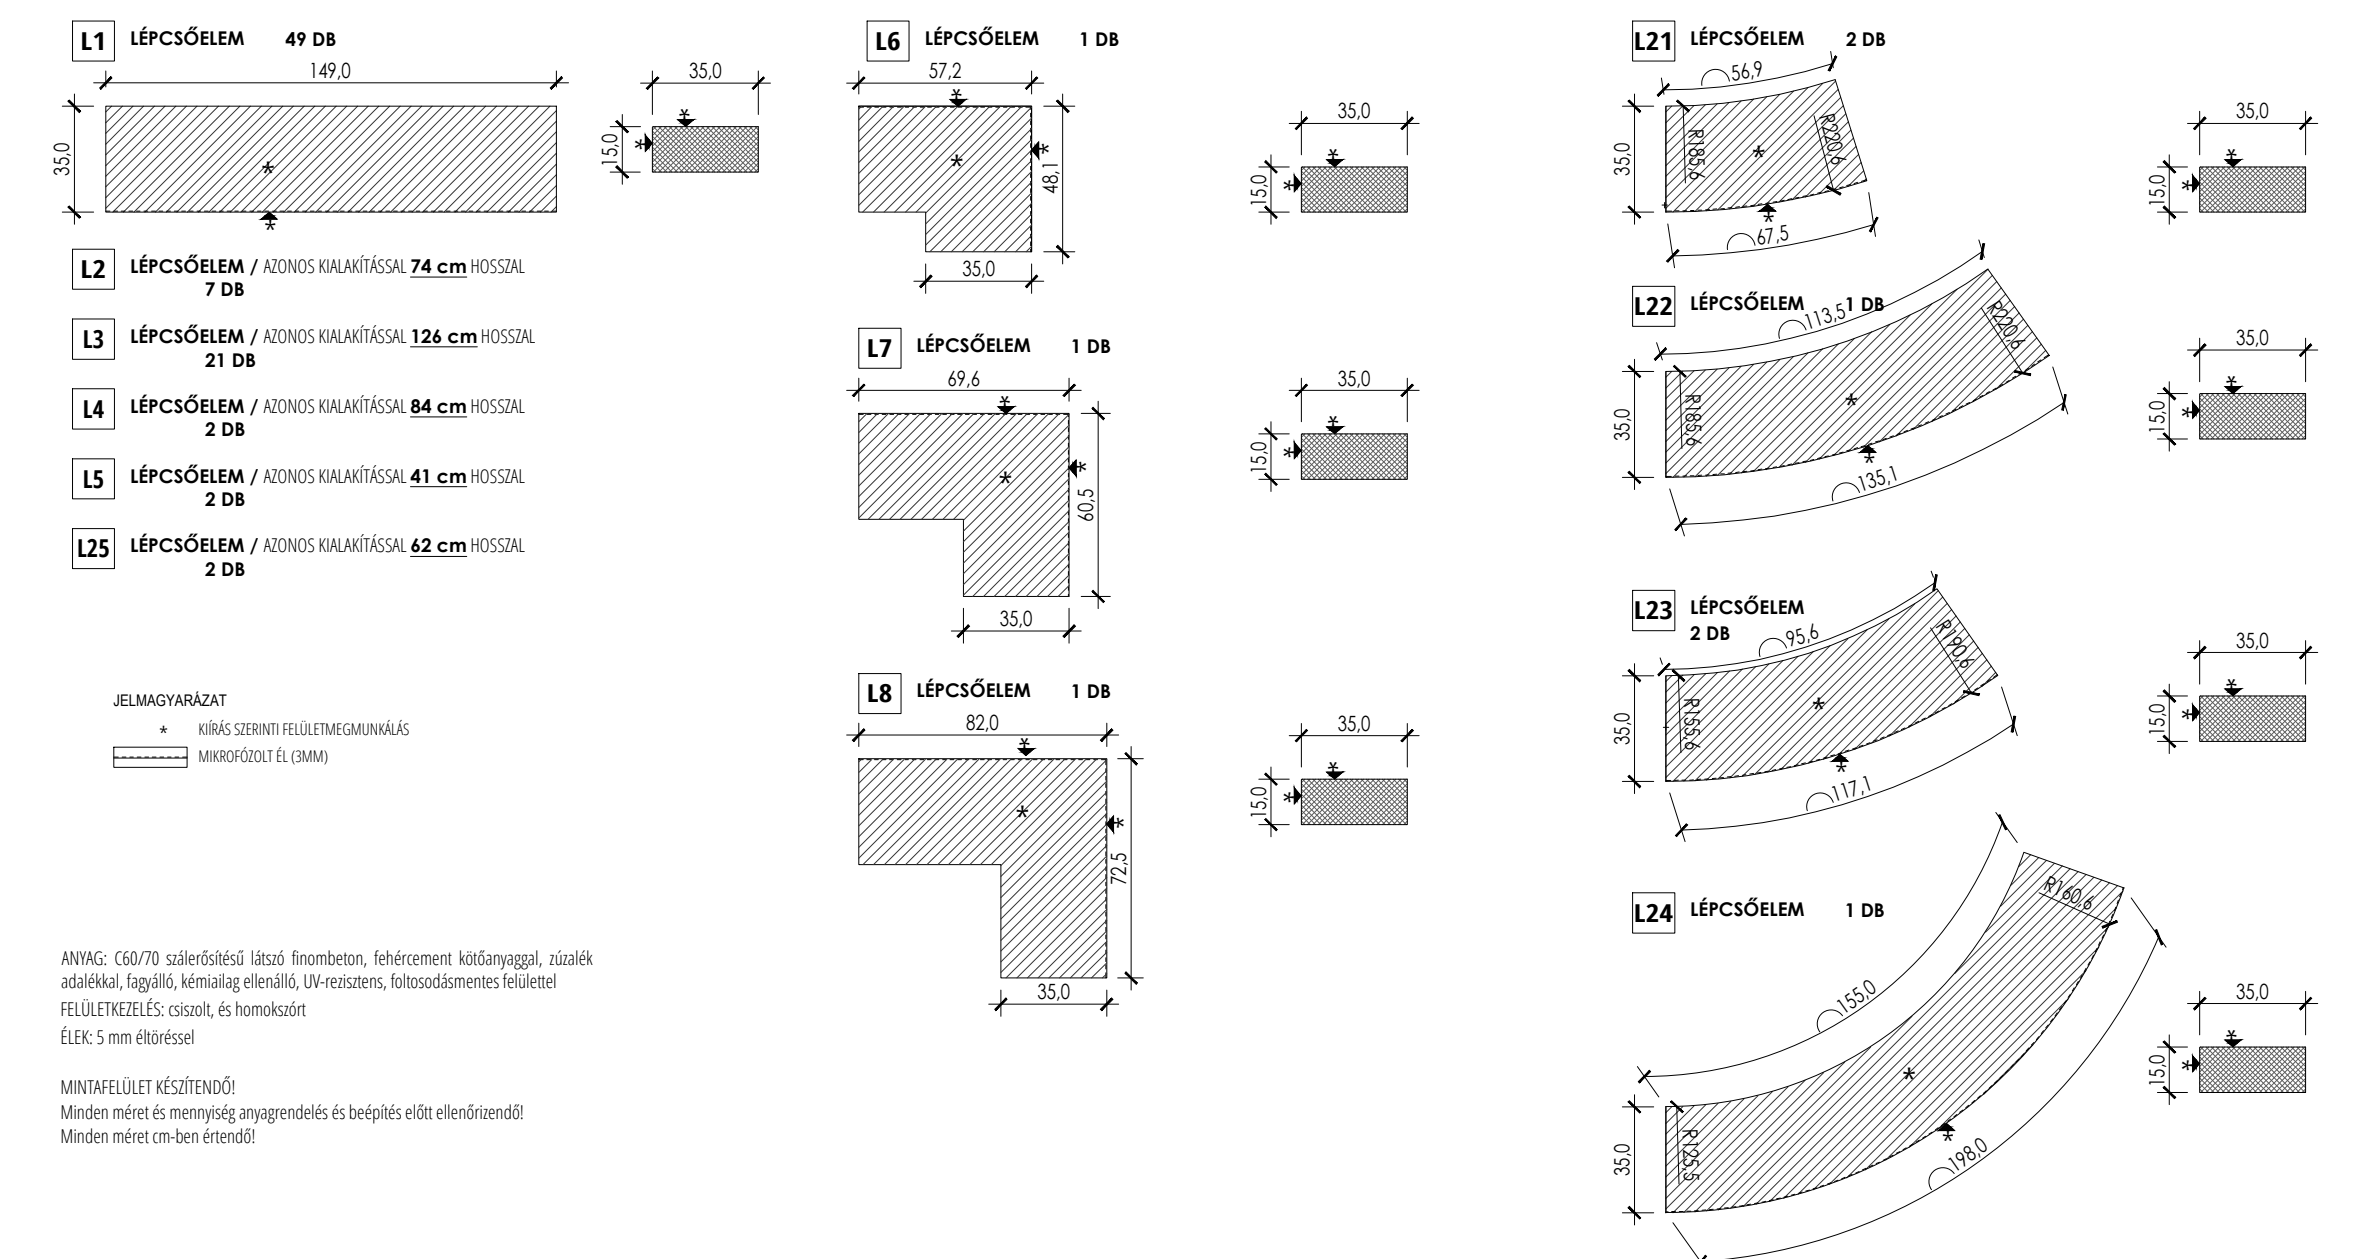 L1 LÉPCSŐELEM 49 DB
149,0
35,0
35,0
15,0
*
L2 LÉPCSŐELEM / AZONOS KIALAKÍTÁSSAL 74 cm HOSSZAL
7 DB
L3 LÉPCSŐELEM / AZONOS KIALAKÍTÁSSAL 126 cm HOSSZAL
21 DB
L4 LÉPCSŐELEM / AZONOS KIALAKÍTÁSSAL 84 cm HOSSZAL
2 DB
L5 LÉPCSŐELEM / AZONOS KIALAKÍTÁSSAL 41 cm HOSSZAL
2 DB
L25 LÉPCSŐELEM / AZONOS KIALAKÍTÁSSAL 62 cm HOSSZAL
2 DB
JELMAGYARÁZAT
* KIÍRÁS SZERINTI FELÜLETMEGMUNKÁLÁS
MIKROFÓZOLT ÉL (3MM)
ANYAG: C60/70 szálerősítésű látszó finombeton, fehércement kötőanyaggal, zúzalék
adalékkal, fagyálló, kémiailag ellenálló, UV-rezisztens, foltosodásmentes felülettel
FELÜLETKEZELÉS: csiszolt, és homokszórt
ÉLEK: 5 mm éltöréssel
MINTAFELÜLET KÉSZÍTENDŐ!
Minden méret és mennyiség anyagrendelés és beépítés előtt ellenőrizendő!
Minden méret cm-ben értendő!
L6 LÉPCSŐELEM 1 DB
57,2
48,1
35,0
35,0
15,0
L7 LÉPCSŐELEM 1 DB
69,6
60,5
35,0
35,0
15,0
L8 LÉPCSŐELEM 1 DB
82,0
72,5
35,0
35,0
15,0
L21 LÉPCSŐELEM 2 DB
56,9
35,0
R185,6
R220,6
67,5
35,0
15,0
L22 LÉPCSŐELEM 1 DB
113,5
35,0
R185,6
R220,6
135,1
35,0
15,0
L23 LÉPCSŐELEM
2 DB
95,6
35,0
R155,6
R190,6
117,1
35,0
15,0
L24 LÉPCSŐELEM 1 DB
155,0
35,0
R125,5
R160,6
198,0
35,0
15,0